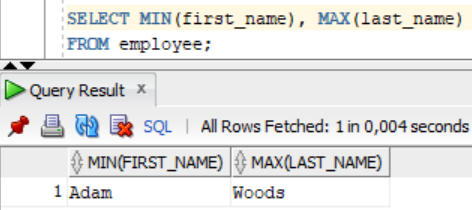 SELECT MIN(first_name), MAX(last_name)
FROM employee;
Query Result x
SQL | All Rows Fetched: 1 in 0,004 seconds
MIN(FIRST_NAME) MAX(LAST_NAME)
1 Adam Woods